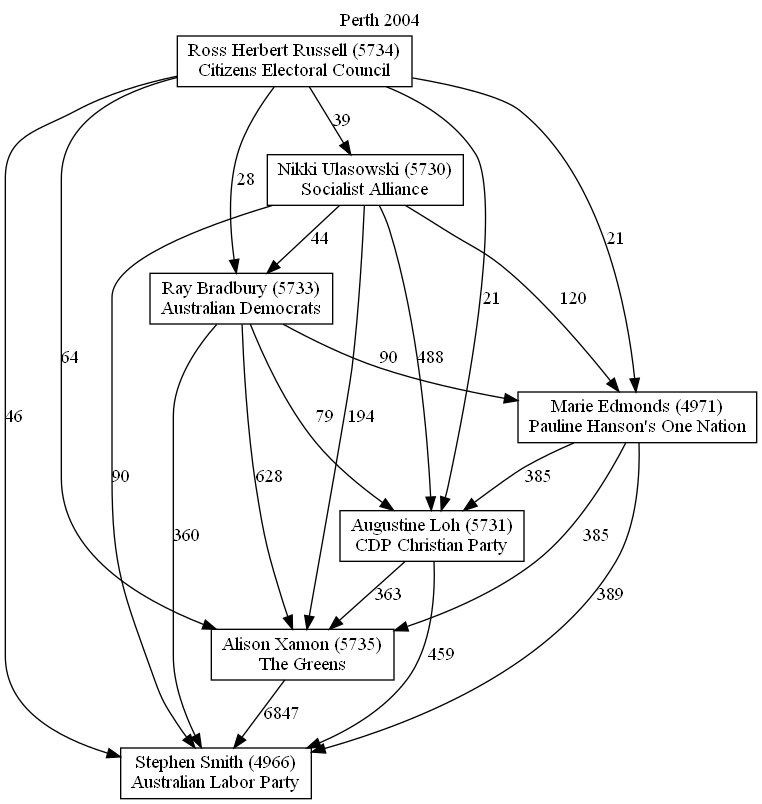 Perth 2004
Ross Herbert Russell (5734)
Citizens Electoral Council
39
Nikki Ulasowski (5730)
Socialist Alliance
28
44
21
Ray Bradbury (5733)
Australian Democrats
21
120
64
90
488
46
79
194
Marie Edmonds (4971)
Pauline Hanson's One Nation
90
628
385
Augustine Loh (5731)
CDP Christian Party
360
385
363
389
Alison Xamon (5735)
The Greens
459
6847
Stephen Smith (4966)
Australian Labor Party